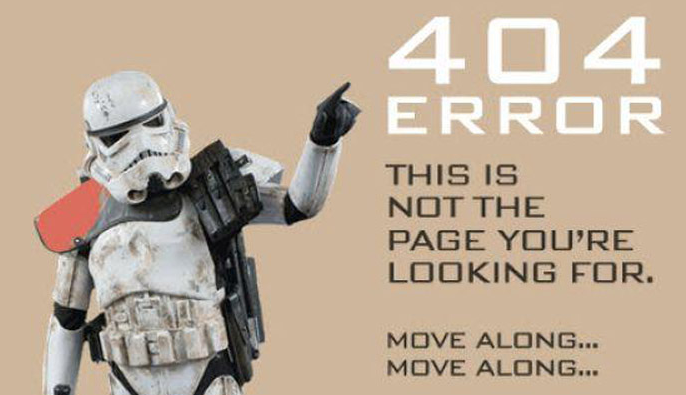 404
ERROR
THIS IS
NOT THE
PAGE YOU'RE
LOOKING FOR.
MOVE ALONG...
MOVE ALONG...